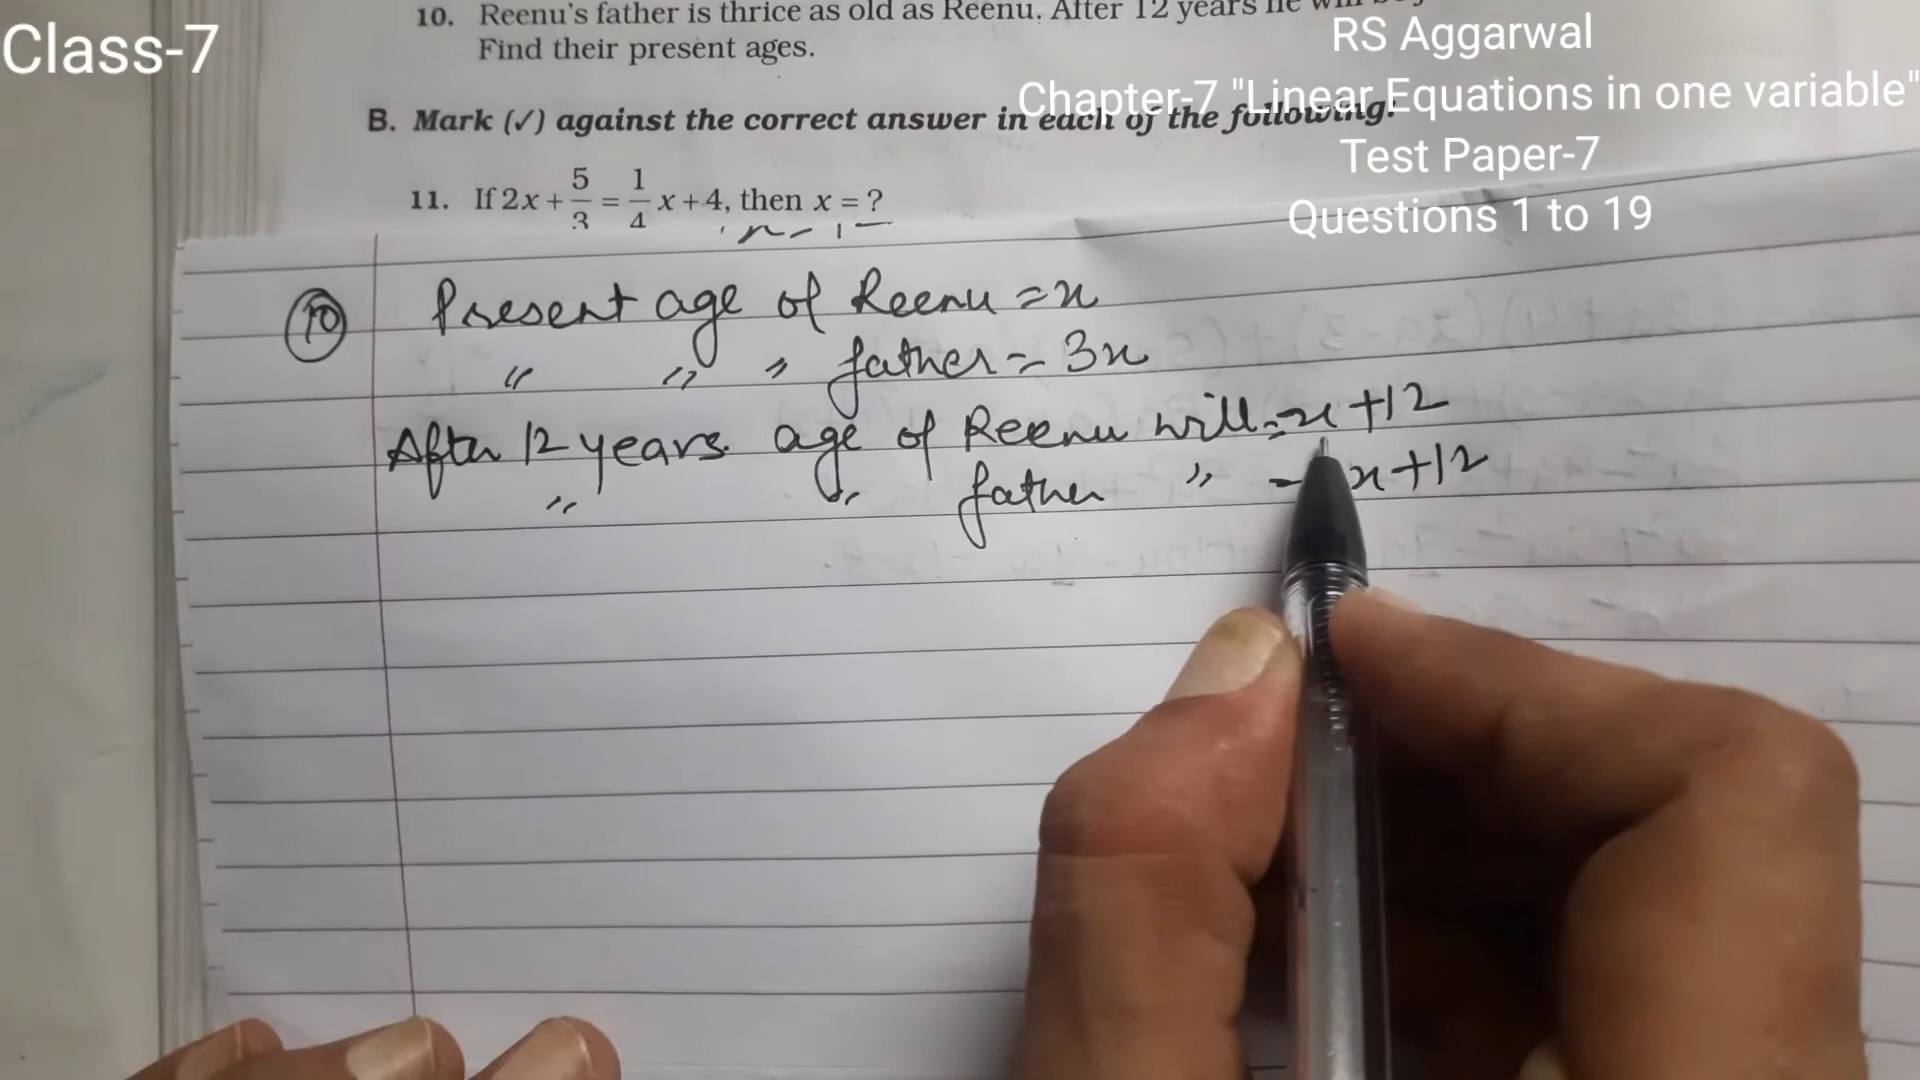 Class-7
10. Reenu's father is thrice as old as Reenu. After 12 years he will
Find their present ages.
RS Aggarwal
Chapter-7 "Linear Equations in one variable"
B. Mark (✓) against the correct answer in each of the following:
Test Paper-7
11. If 2x + 5/3 = 1/4 x + 4, then x = ?
Questions 1 to 19
10 Present age of Reenu = x
" " " father = 3x
After 12 years age of Reenu will = x + 12
" " father " = x + 12